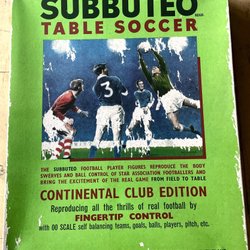 SUBBUTEO
TABLE SOCCER
3
THE SUBBUTEO FOOTBALL PLAYER FIGURES REPRODUCE THE BODY
SWERVES AND BALL CONTROL OF STAR ASSOCIATION FOOTBALLERS AND
BRING THE EXCITEMENT OF THE REAL GAME FROM FIELD TO TABLE
CONTINENTAL CLUB EDITION
Reproducing all the thrills of real football by
FINGERTIP CONTROL
with OO SCALE self balancing teams, goals, balls, players, pitch, etc.